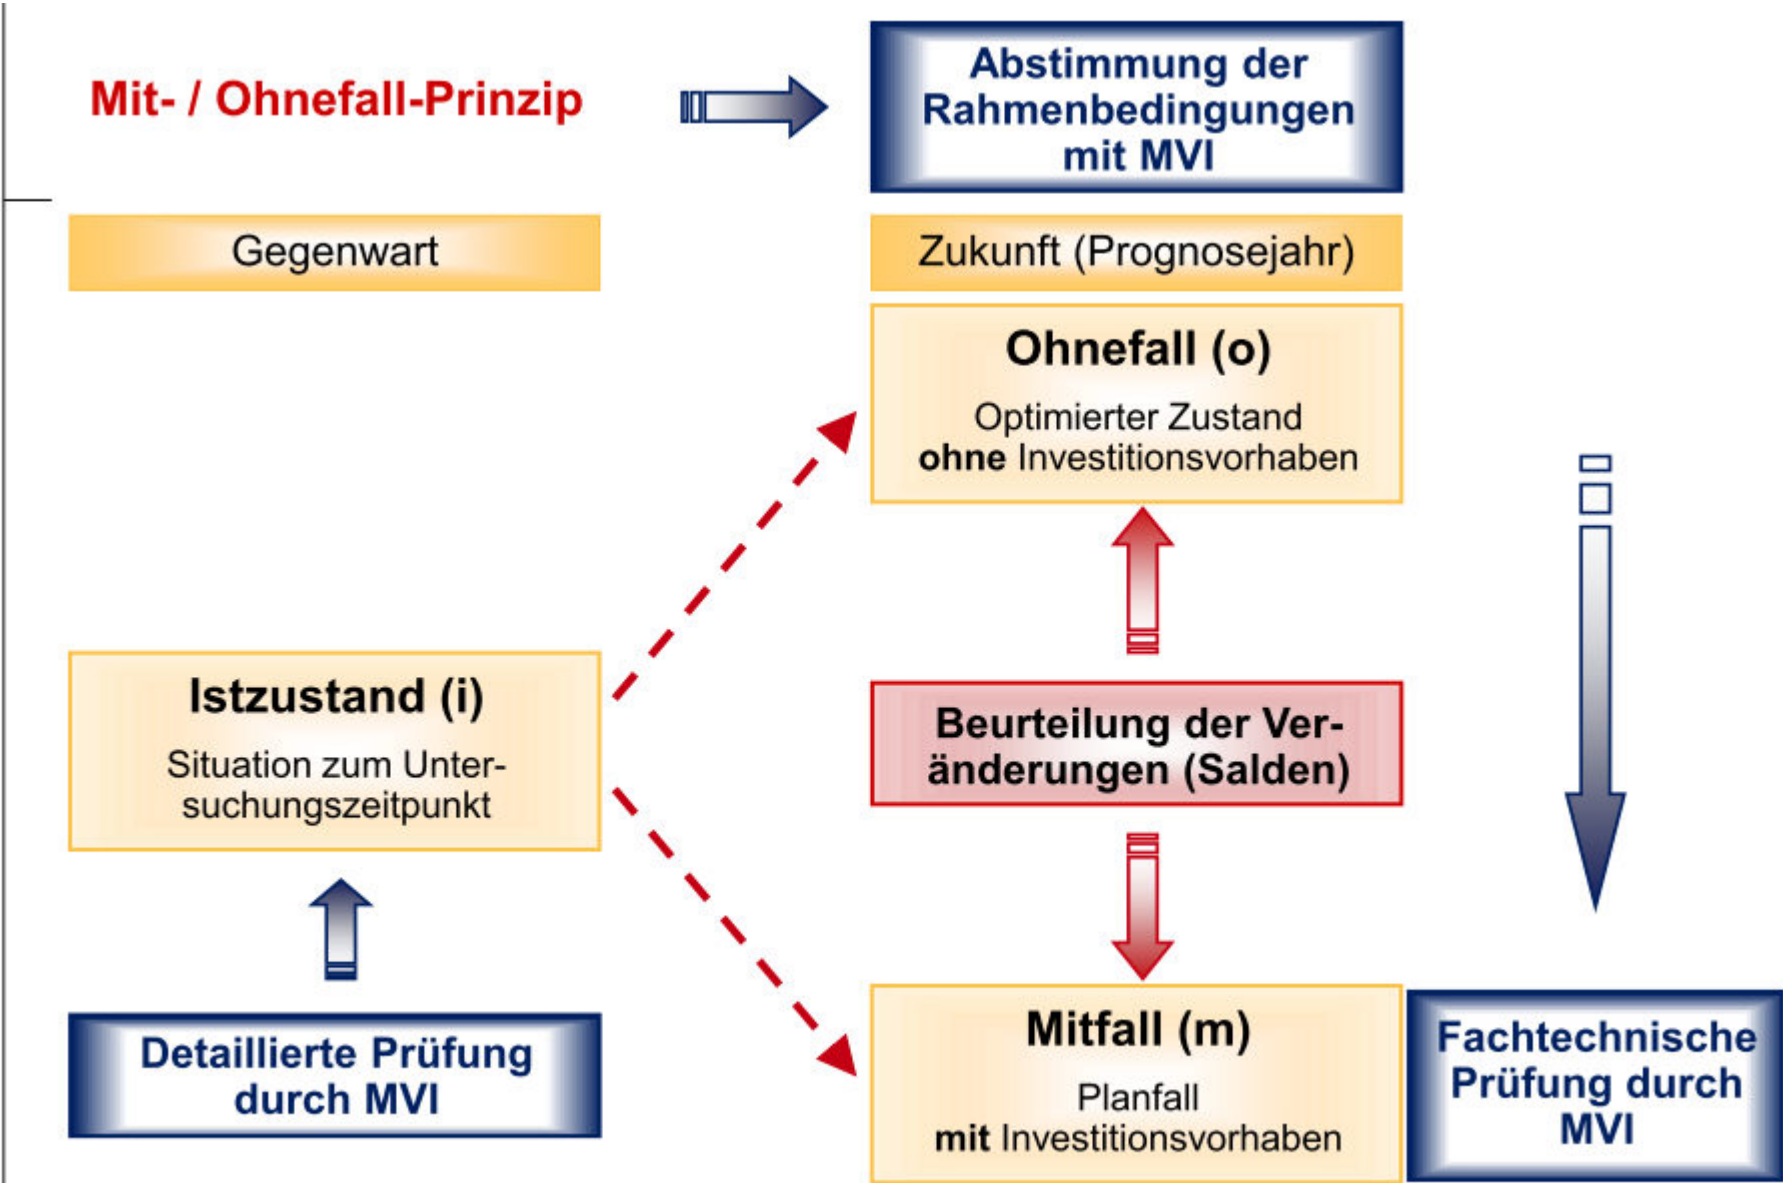 Mit- / Ohnefall-Prinzip
Abstimmung der
Rahmenbedingungen
mit MVI
Gegenwart
Zukunft (Prognosejahr)
Ohnefall (o)
Optimierter Zustand
ohne Investitionsvorhaben
Istzustand (i)
Situation zum Unter-
suchungszeitpunkt
Beurteilung der Ver-
änderungen (Salden)
Detaillierte Prüfung
durch MVI
Mitfall (m)
Planfall
mit Investitionsvorhaben
Fachtechnische
Prüfung durch
MVI